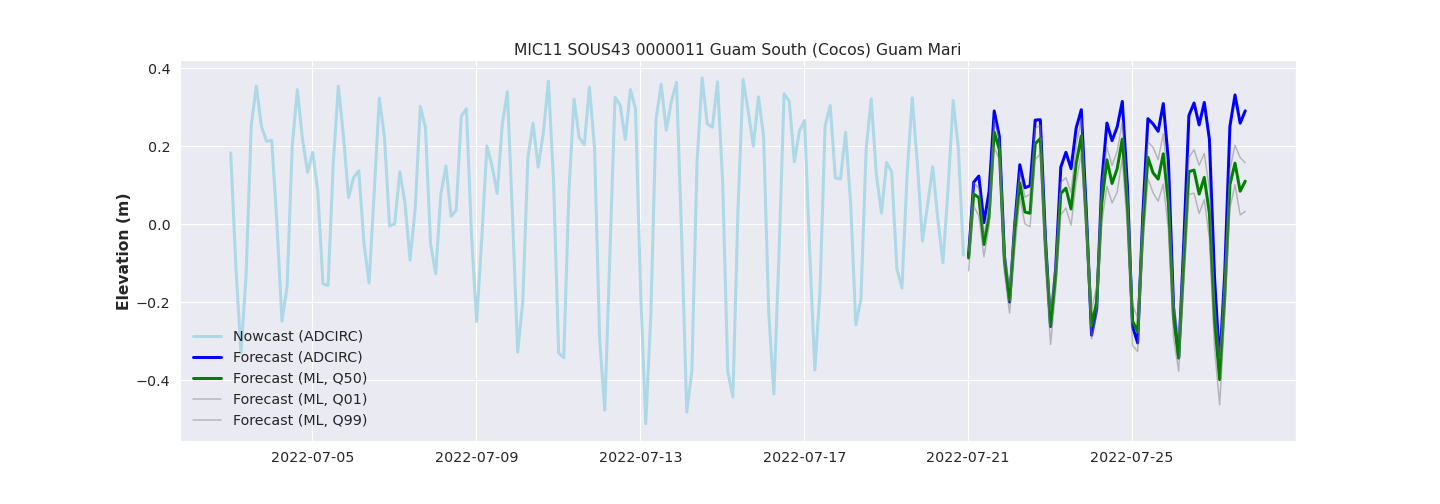 MIC11 SOUS43 0000011 Guam South (Cocos) Guam Mari
Elevation (m)
0.4
0.2
0.0
−0.2
−0.4
Nowcast (ADCIRC)
Forecast (ADCIRC)
Forecast (ML, Q50)
Forecast (ML, Q01)
Forecast (ML, Q99)
2022-07-05 2022-07-09 2022-07-13 2022-07-17 2022-07-21 2022-07-25